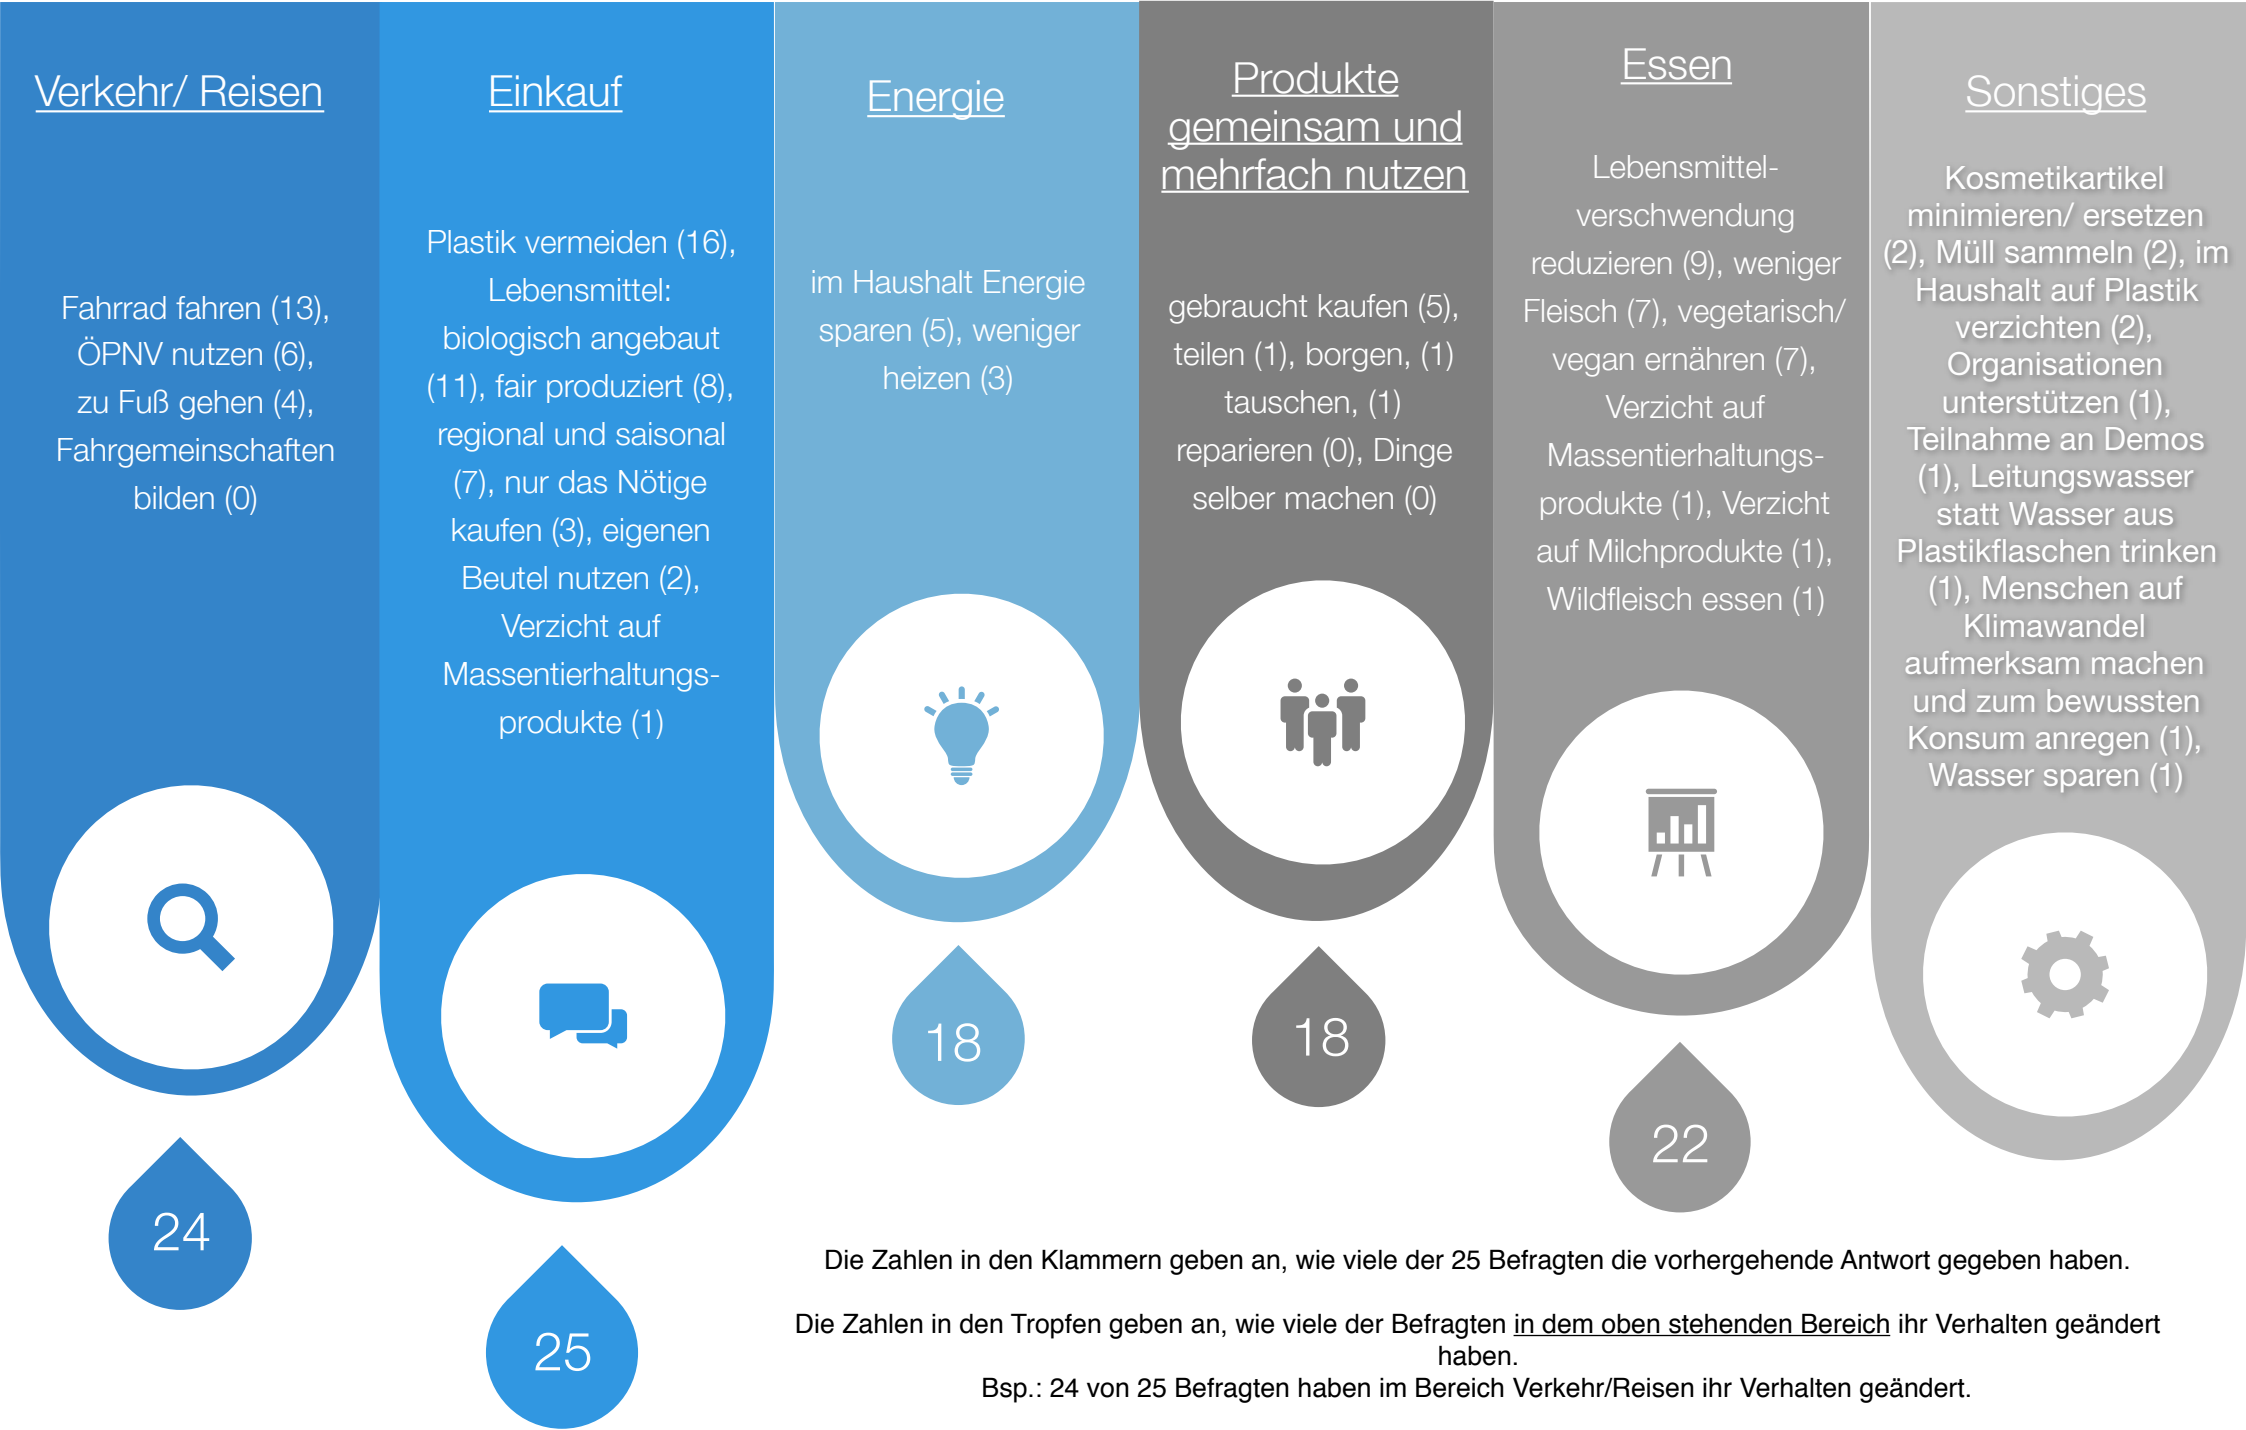 Verkehr/ Reisen
Fahrrad fahren (13),
ÖPNV nutzen (6),
zu Fuß gehen (4),
Fahrgemeinschaften
bilden (0)
24
Einkauf
Plastik vermeiden (16),
Lebensmittel:
biologisch angebaut
(11), fair produziert (8),
regional und saisonal
(7), nur das Nötige
kaufen (3), eigenen
Beutel nutzen (2),
Verzicht auf
Massentierhaltungs-
produkte (1)
25
Energie
im Haushalt Energie
sparen (5), weniger
heizen (3)
18
Produkte
gemeinsam und
mehrfach nutzen
gebraucht kaufen (5),
teilen (1), borgen, (1)
tauschen, (1)
reparieren (0), Dinge
selber machen (0)
18
Essen
Lebensmittel-
verschwendung
reduzieren (9), weniger
Fleisch (7), vegetarisch/
vegan ernähren (7),
Verzicht auf
Massentierhaltungs-
produkte (1), Verzicht
auf Milchprodukte (1),
Wildfleisch essen (1)
22
Sonstiges
Kosmetikartikel
minimieren/ ersetzen
(2), Müll sammeln (2), im
Haushalt auf Plastik
verzichten (2),
Organisationen
unterstützen (1),
Teilnahme an Demos
(1), Leitungswasser
statt Wasser aus
Plastikflaschen trinken
(1), Menschen auf
Klimawandel
aufmerksam machen
und zum bewussten
Konsum anregen (1),
Wasser sparen (1)
Die Zahlen in den Klammern geben an, wie viele der 25 Befragten die vorhergehende Antwort gegeben haben.
Die Zahlen in den Tropfen geben an, wie viele der Befragten in dem oben stehenden Bereich ihr Verhalten geändert
haben.
Bsp.: 24 von 25 Befragten haben im Bereich Verkehr/Reisen ihr Verhalten geändert.